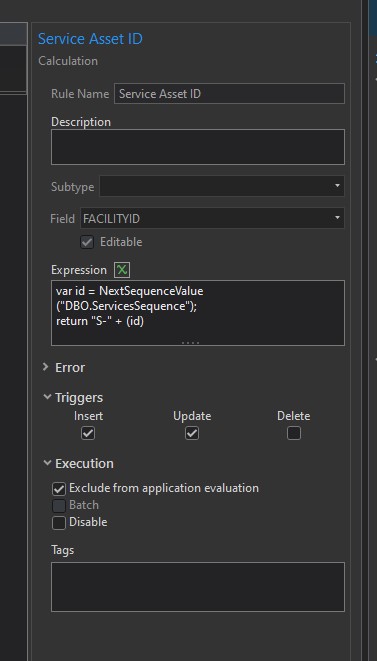 Service Asset ID
Calculation
Rule Name Service Asset ID
Description
Subtype
Field FACILITYID
Editable
Expression
var id = NextSequenceValue
("DBO.ServicesSequence");
return "S-" + (id)
Error
Triggers
Insert Update Delete
Execution
Exclude from application evaluation
Batch
Disable
Tags